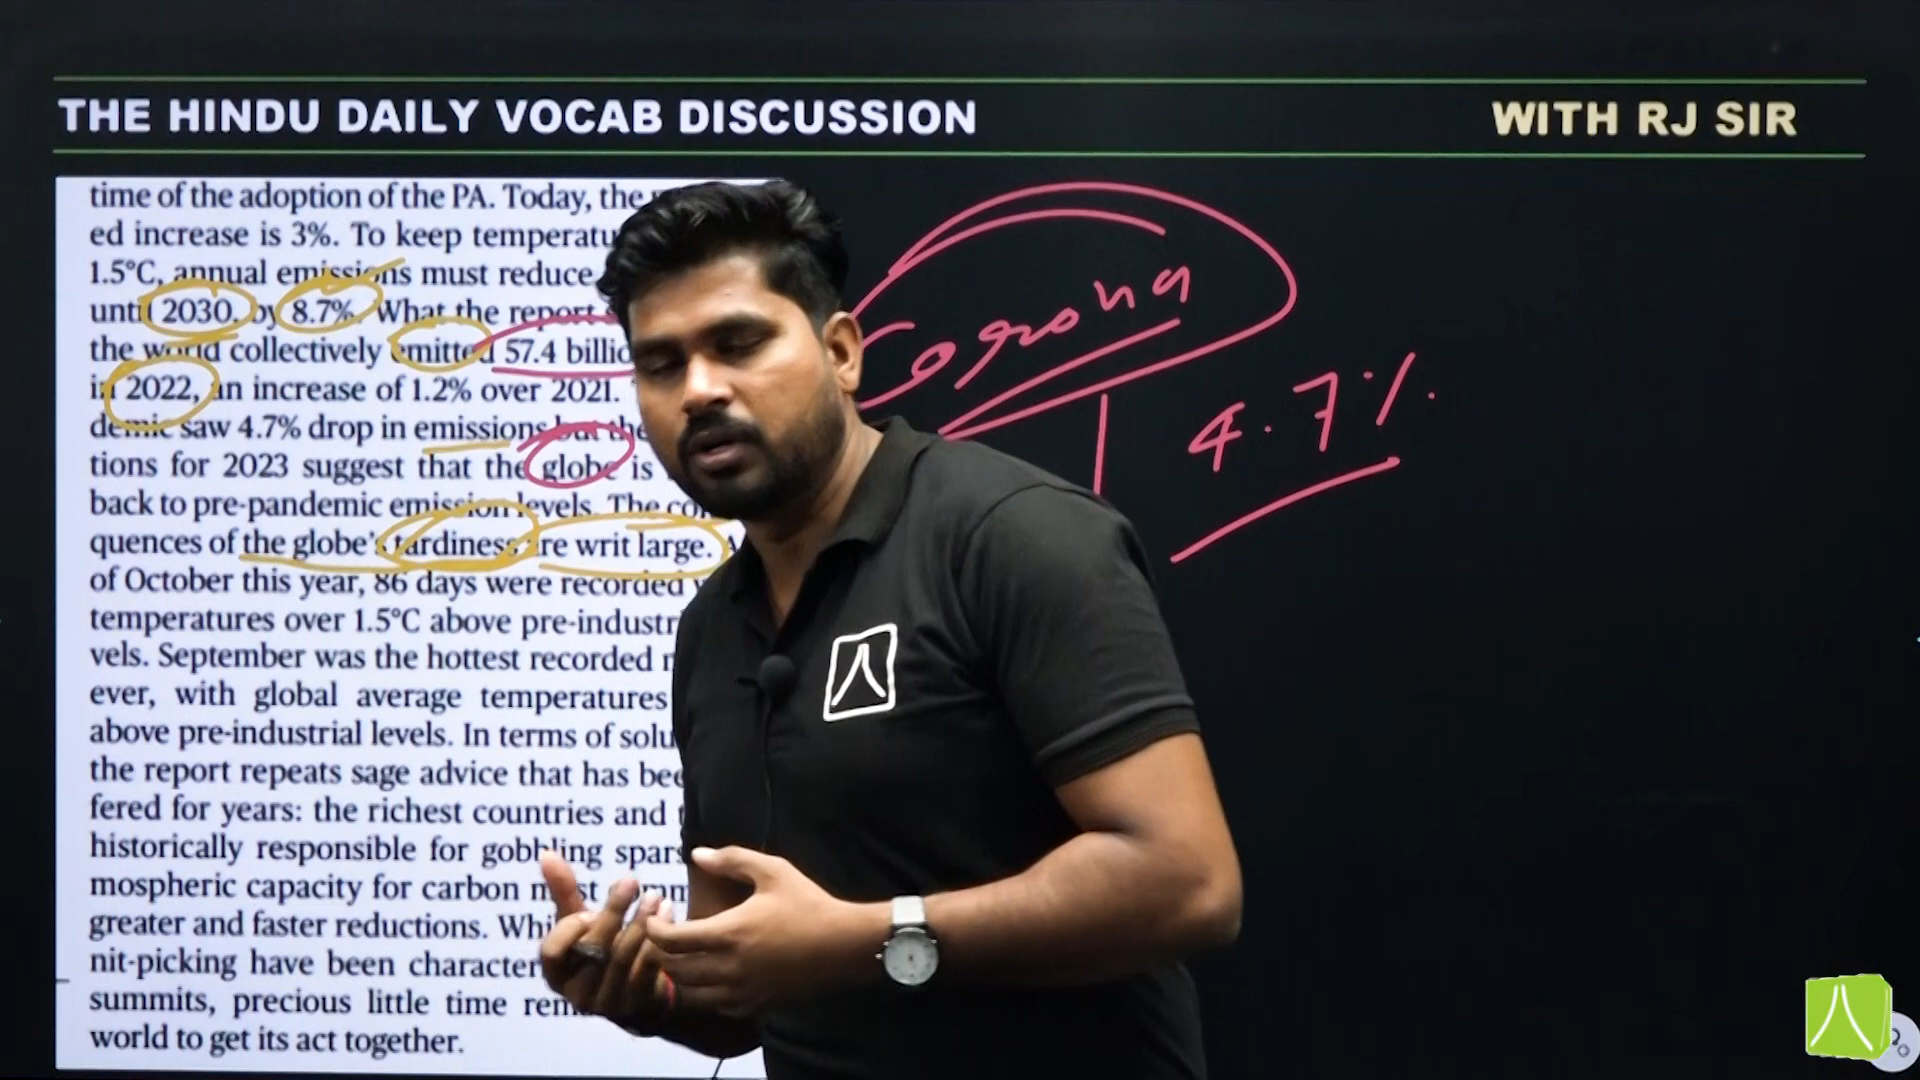 THE HINDU DAILY VOCAB DISCUSSION
WITH RJ SIR
time of the adoption of the PA. Today, the
ed increase is 3%. To keep temperatu
1.5°C, annual emissions must reduce
until 2030, by 8.7%. What the report
the world collectively emitted 57.4 billio
in 2022, an increase of 1.2% over 2021.
demic saw 4.7% drop in emissions but the
tions for 2023 suggest that the globe is
back to pre-pandemic emission levels. The co
quences of the globe's tardiness are writ large. A
of October this year, 86 days were recorded
temperatures over 1.5°C above pre-industr
vels. September was the hottest recorded
ever, with global average temperatures
above pre-industrial levels. In terms of solu
the report repeats sage advice that has bee
fered for years: the richest countries and
historically responsible for gobbling spars
mospheric capacity for carbon must comm
greater and faster reductions. Whi
nit-picking have been character
summits, precious little time rem
world to get its act together.
Corona
4.7%.